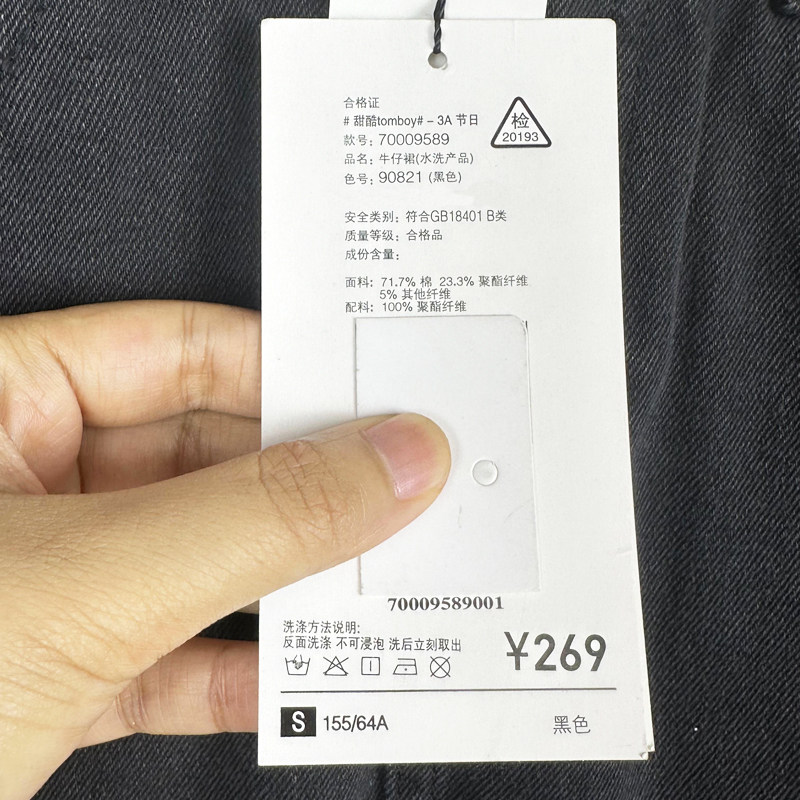 合格证
# 甜酷tomboy# – 3A 节日
款号: 70009589
检
20193
品名: 牛仔裙(水洗产品)
色号: 90821 (黑色)
安全类别: 符合GB18401 B类
质量等级: 合格品
成份含量:
面料: 71.7% 棉 23.3% 聚酯纤维
5% 其他纤维
配料: 100% 聚酯纤维
70009589001
洗涤方法说明:
反面洗涤 不可浸泡 洗后立刻取出
¥269
S 155/64A
黑色